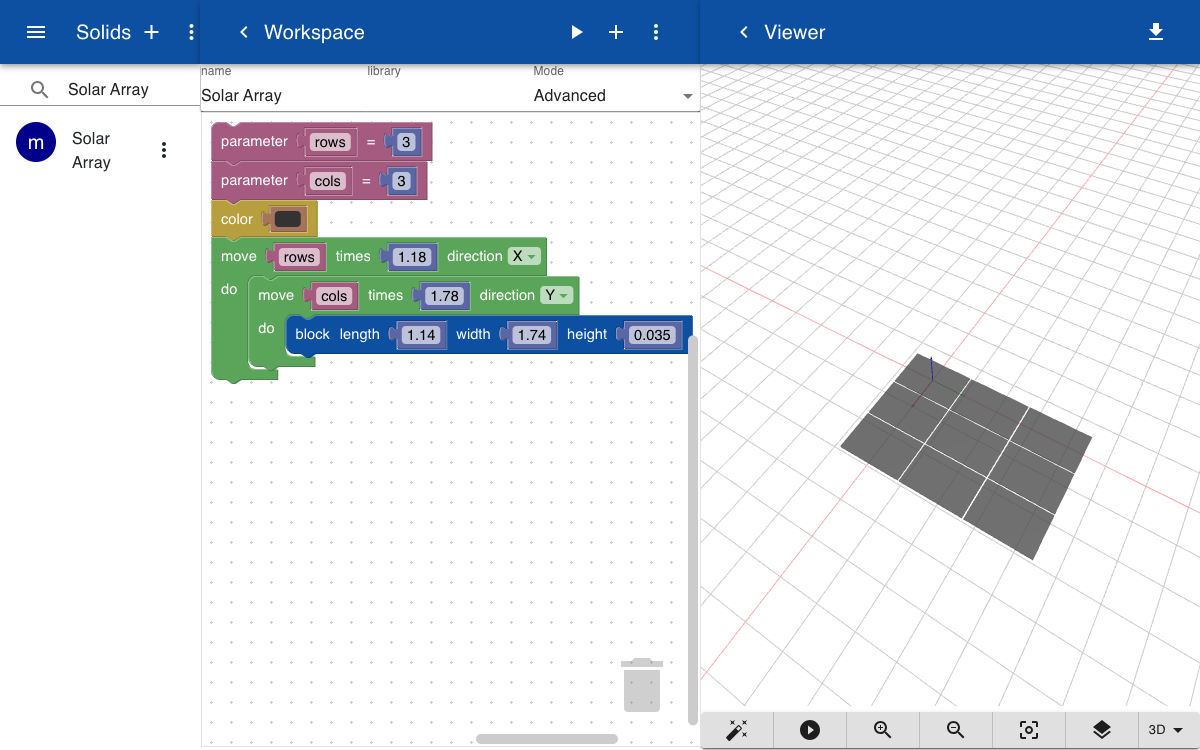 Solids
Workspace
Viewer
name
library
Mode
Solar Array
Solar Array
Advanced
m
Solar
Array
parameter rows = 3
parameter cols = 3
color
move rows times 1.18 direction X
do
move cols times 1.78 direction Y
do
block length 1.14 width 1.74 height 0.035
3D